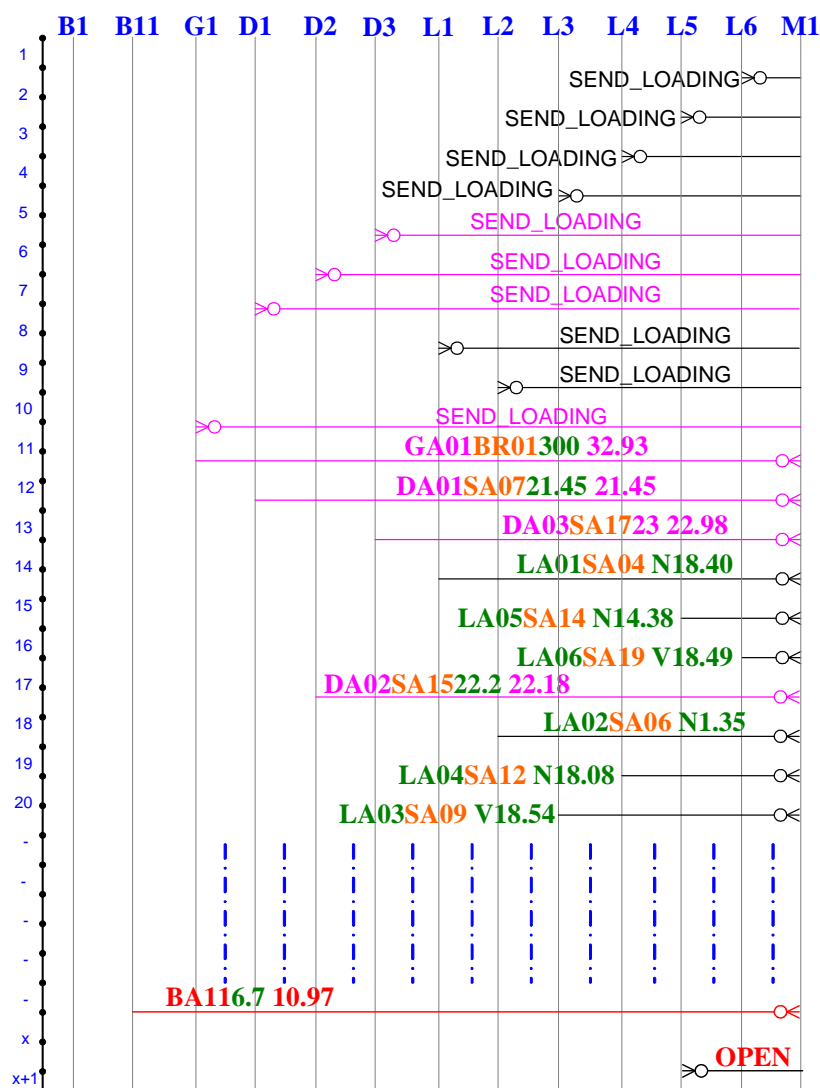 B1 B11 G1 D1 D2 D3 L1 L2 L3 L4 L5 L6 M1
1
SEND_LOADING
2
SEND_LOADING
3
SEND_LOADING
4
SEND_LOADING
5
SEND_LOADING
6
SEND_LOADING
7
SEND_LOADING
8
SEND_LOADING
9
SEND_LOADING
10
SEND_LOADING
11
GA01BR01300 32.93
12
DA01SA0721.45 21.45
13
DA03SA1723 22.98
14
LA01SA04 N18.40
15
LA05SA14 N14.38
16
LA06SA19 V18.49
17
DA02SA1522.2 22.18
18
LA02SA06 N1.35
19
LA04SA12 N18.08
20
LA03SA09 V18.54
-
-
-
-
-
BA116.7 10.97
x
OPEN
x+1